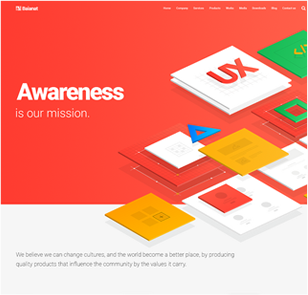 Home Company Services Products Works Media Downloads Blog Contact us
Awareness
is our mission.
UX
</>
A
We believe we can change cultures, and the world become a better place, by producing
quality products that influence the community by the values it carry.